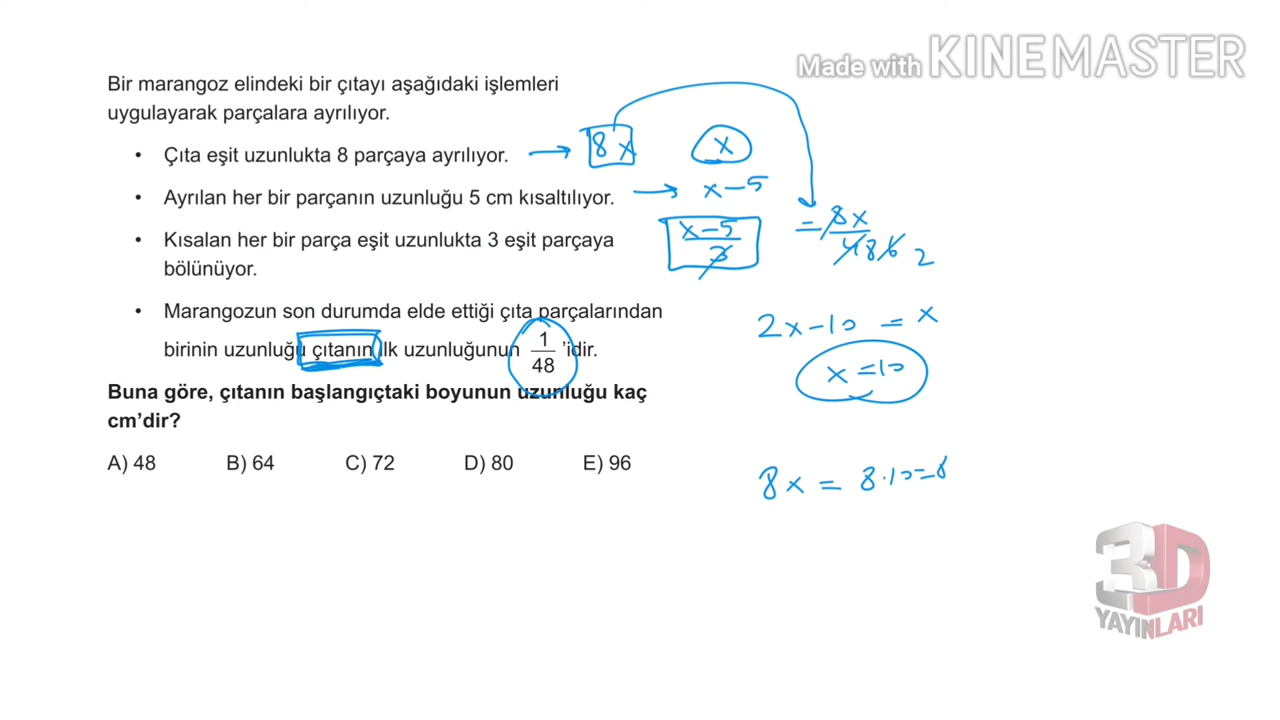 Made with KINEMASTER
Bir marangoz elindeki bir çıtayı aşağıdaki işlemleri
uygulayarak parçalara ayrılıyor.
• Çıta eşit uzunlukta 8 parçaya ayrılıyor. → 8x x
• Ayrılan her bir parçanın uzunluğu 5 cm kısaltılıyor. → x-5
• Kısalan her bir parça eşit uzunlukta 3 eşit parçaya
bölünüyor.
x-5/3 = 8x/48 6 2
• Marangozun son durumda elde ettiği çıta parçalarından
birinin uzunluğu çıtanın ilk uzunluğunun 1/48 'idir.
2x-10 = x
x=10
Buna göre, çıtanın başlangıçtaki boyunun uzunluğu kaç
cm'dir?
A) 48 B) 64 C) 72 D) 80 E) 96
8x = 8.10=8
3D
YAYINLARI